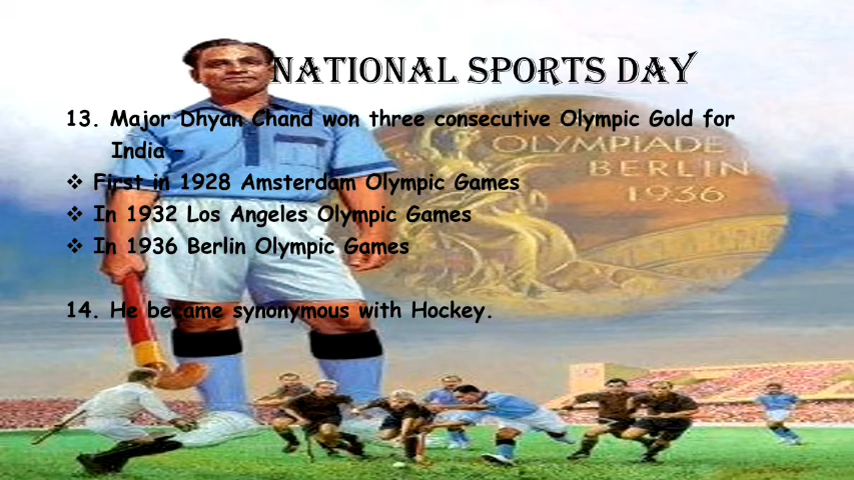 NATIONAL SPORTS DAY
13. Major Dhyan Chand won three consecutive Olympic Gold for
India –
❖ First in 1928 Amsterdam Olympic Games
❖ In 1932 Los Angeles Olympic Games
❖ In 1936 Berlin Olympic Games
14. He became synonymous with Hockey.
OLYMPIADE
BERLIN
1936